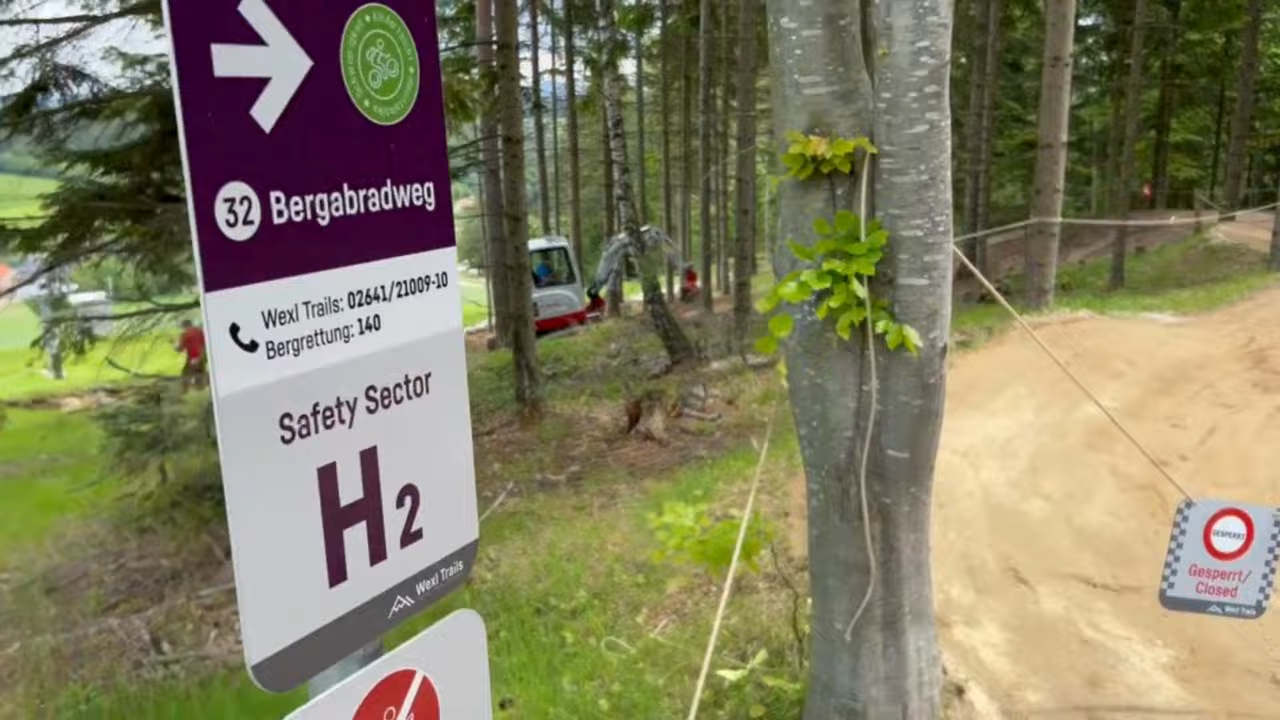 32 Bergabradweg
Wexl Trails: 02641/21009-10
Bergrettung: 140
Safety Sector
H2
Wexl Trails
GESPERRT
Gesperrt/
Closed
Wexl Trails